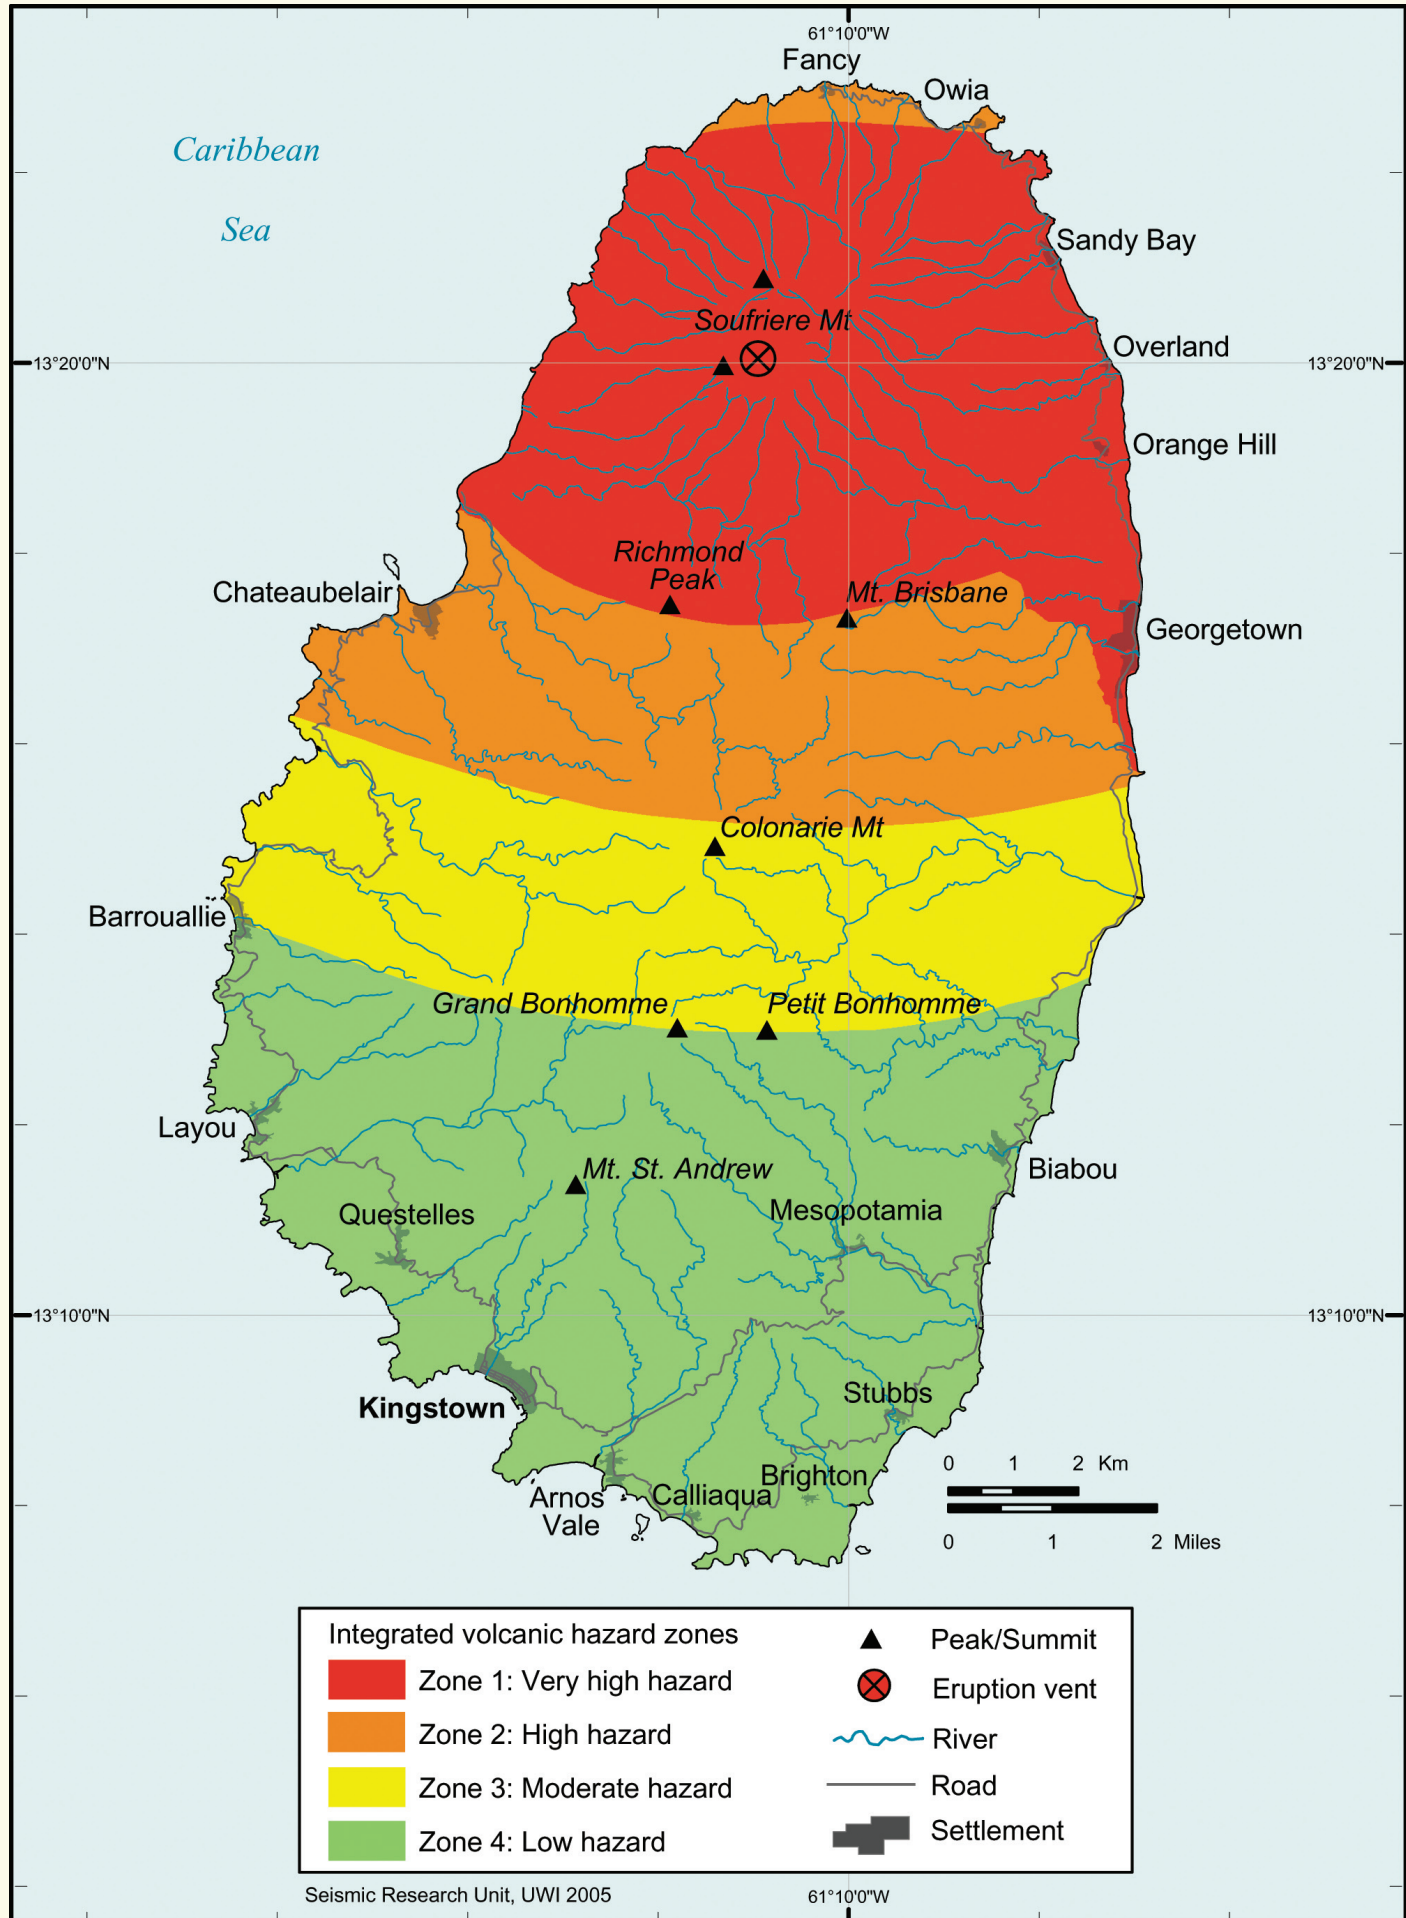 61°10'0"W
Fancy
Owia
Caribbean
Sea
Sandy Bay
Soufriere Mt
Overland
13°20'0"N
13°20'0"N
Orange Hill
Richmond
Peak
Chateaubelair
Mt. Brisbane
Georgetown
Colonarie Mt
Barrouallie
Grand Bonhomme
Petit Bonhomme
Layou
Mt. St. Andrew
Biabou
Questelles
Mesopotamia
13°10'0"N
13°10'0"N
Kingstown
Stubbs
Brighton
Arnos
Vale
Calliaqua
0 1 2 Km
0 1 2 Miles
Integrated volcanic hazard zones
Zone 1: Very high hazard
Zone 2: High hazard
Zone 3: Moderate hazard
Zone 4: Low hazard
Peak/Summit
Eruption vent
River
Road
Settlement
Seismic Research Unit, UWI 2005
61°10'0"W